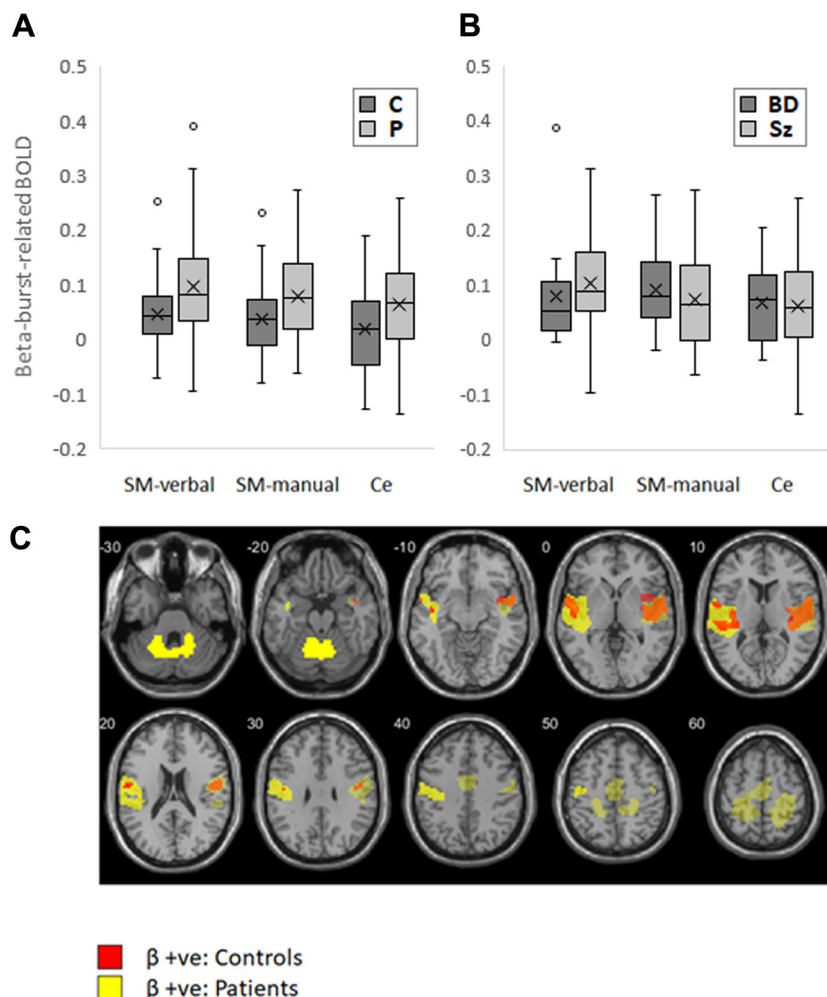 A
B
Beta-burst-related BOLD
0.5
0.4
0.3
0.2
0.1
0
-0.1
-0.2
C
P
SM-verbal SM-manual Ce
0.5
0.4
0.3
0.2
0.1
0
-0.1
-0.2
BD
Sz
SM-verbal SM-manual Ce
C
-30 -20 -10 0 10
20 30 40 50 60
β +ve: Controls
β +ve: Patients